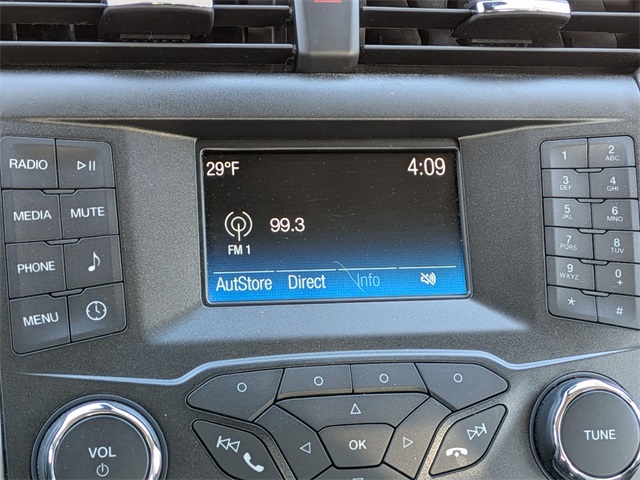 29°F 4:09
99.3
FM 1
AutoStore Direct Info
RADIO
MEDIA MUTE
PHONE
MENU
1 2 ABC
3 DEF 4 GHI
5 JKL 6 MNO
7 PQRS 8 TUV
9 WXYZ 0 +
* #
VOL
OK
TUNE